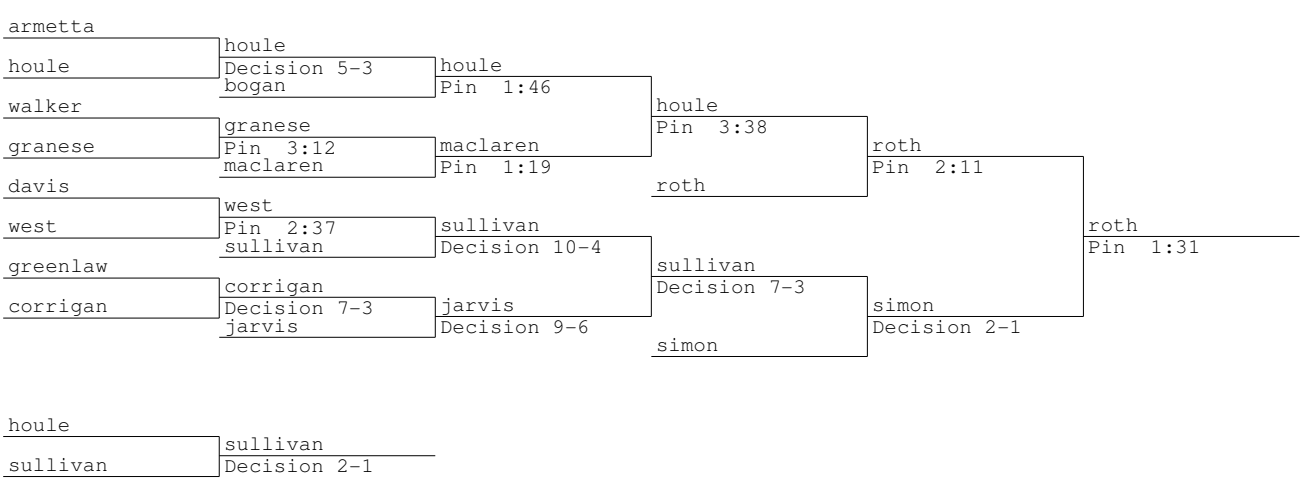 armetta
houle
houle
Decision 5-3
houle
bogan
Pin 1:46
walker
houle
granese
Pin 3:38
granese
Pin 3:12
maclaren
roth
maclaren
Pin 1:19
Pin 2:11
davis
roth
west
west
Pin 2:37
sullivan
roth
sullivan
Decision 10-4
Pin 1:31
greenlaw
sullivan
corrigan
Decision 7-3
corrigan
Decision 7-3
jarvis
simon
jarvis
Decision 9-6
Decision 2-1
simon
houle
sullivan
sullivan
Decision 2-1